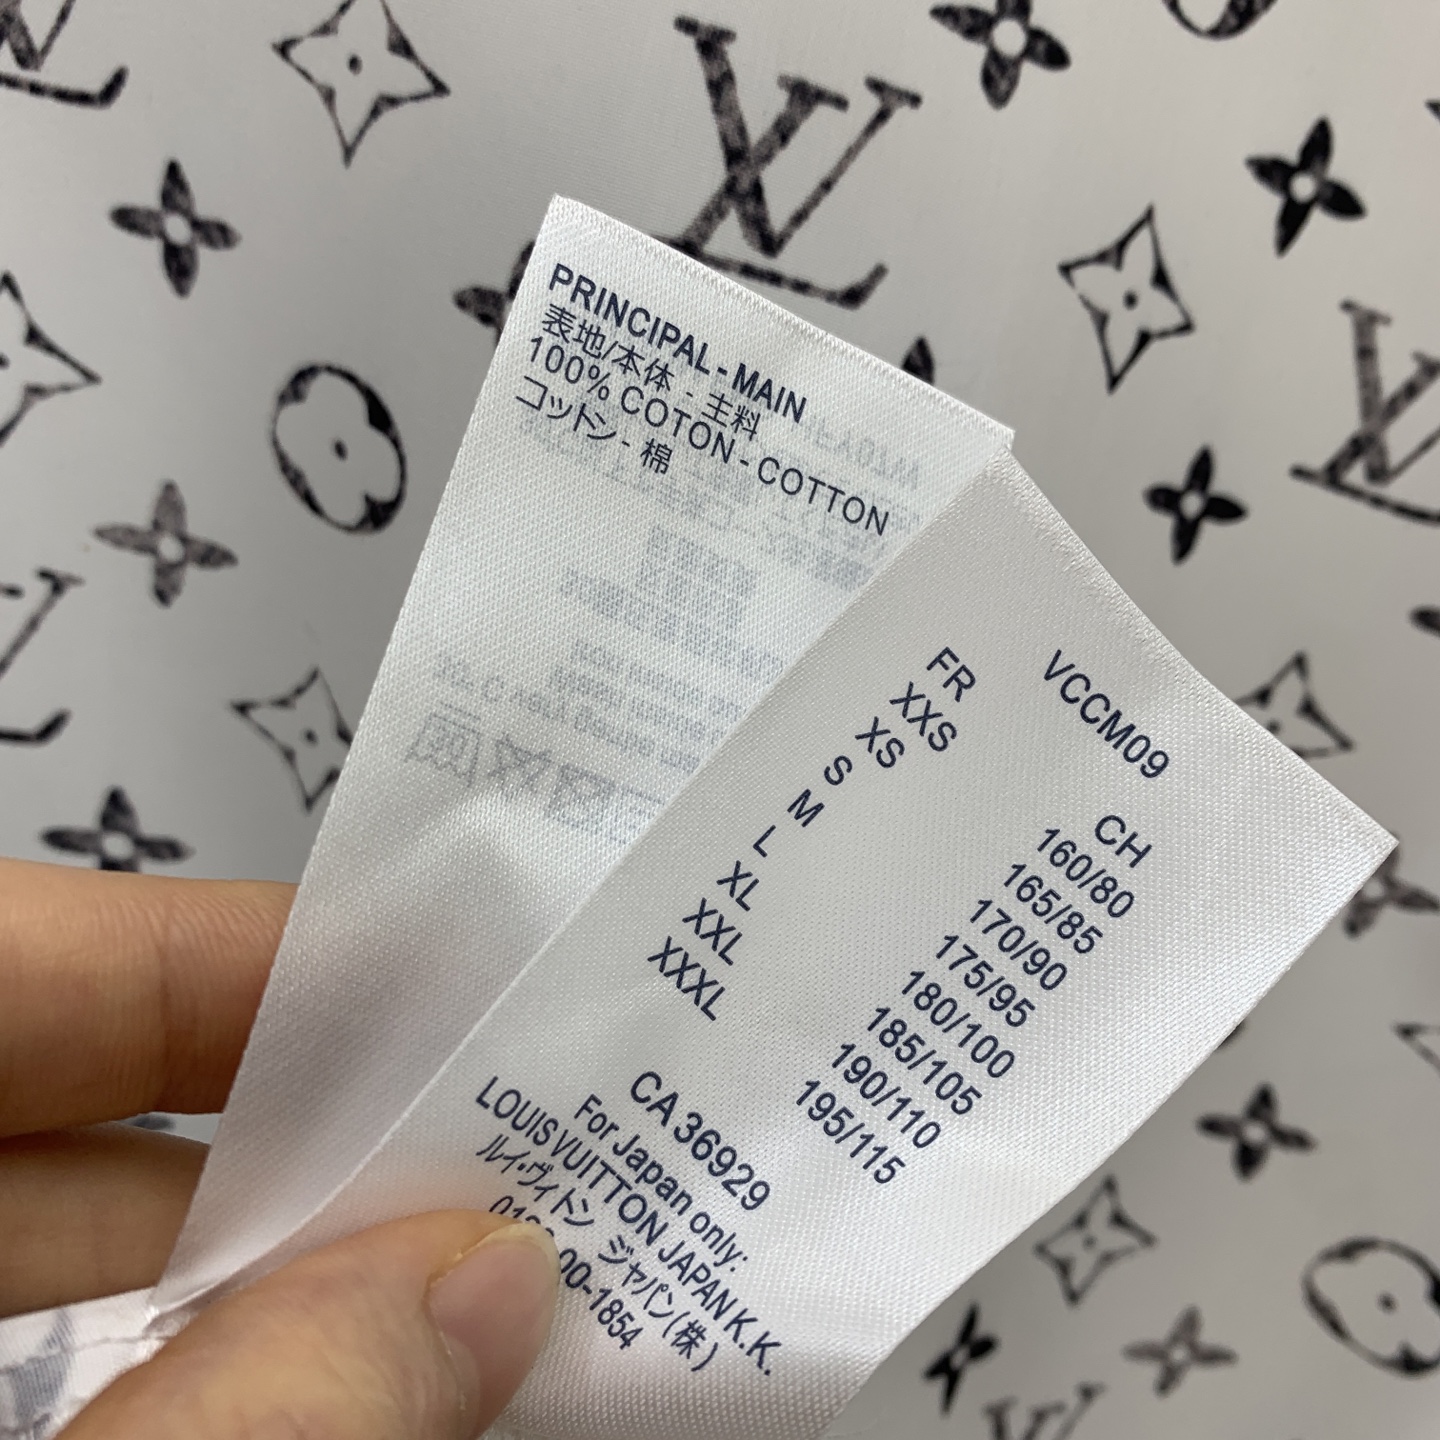 PRINCIPAL - MAIN
表地/本体 - 主料
100% COTON - COTTON
コットン - 棉
VCCM09
FR CH
XXS 160/80
XS 165/85
S 170/90
M 175/95
L 180/100
XL 185/105
XXL 190/110
XXXL 195/115
CA 36929
For Japan only:
LOUIS VUITTON JAPAN K.K.
ルイ・ヴィトン ジャパン(株)
00-1854